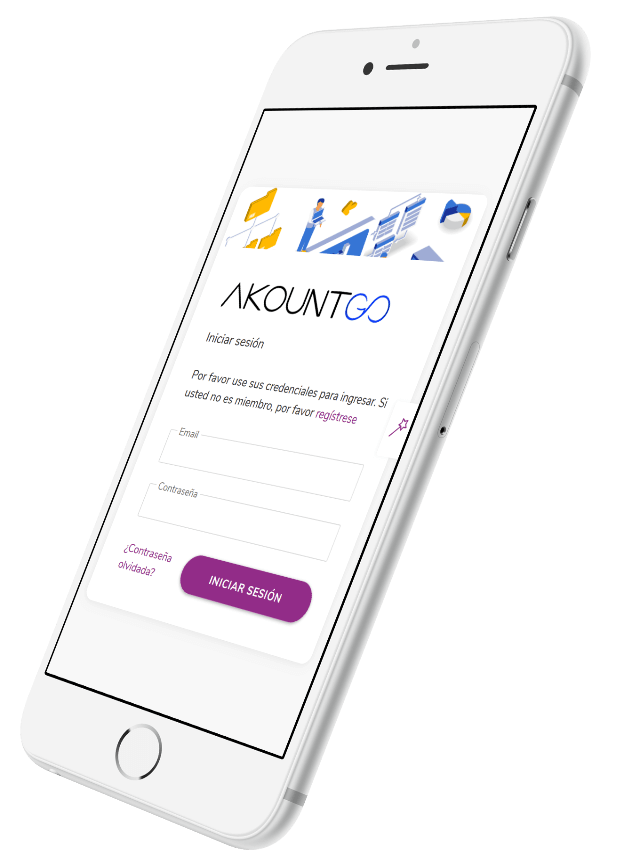 AKOUNTGO
Iniciar sesión
Por favor use sus credenciales para ingresar. Si
usted no es miembro, por favor regístrese
Email
Contraseña
¿Contraseña
olvidada?
INICIAR SESIÓN